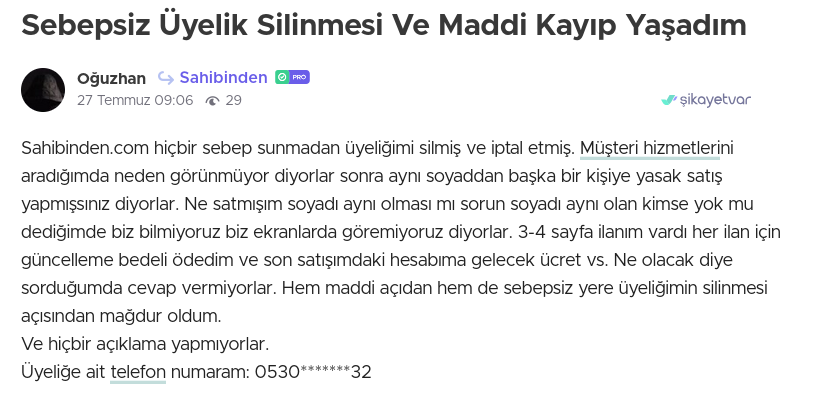 Sebepsiz Üyelik Silinmesi Ve Maddi Kayıp Yaşadım
Oğuzhan Sahibinden PRO
27 Temmuz 09:06 29
şikayetvar
Sahibinden.com hiçbir sebep sunmadan üyeliğimi silmiş ve iptal etmiş. Müşteri hizmetlerini
aradığımda neden görünmüyor diyorlar sonra aynı soyaddan başka bir kişiye yasak satış
yapmışsınız diyorlar. Ne satmışım soyadı aynı olması mı sorun soyadı aynı olan kimse yok mu
dediğimde biz bilmiyoruz biz ekranlarda göremiyoruz diyorlar. 3-4 sayfa ilanım vardı her ilan için
güncelleme bedeli ödedim ve son satışımdaki hesabıma gelecek ücret vs. Ne olacak diye
sorduğumda cevap vermiyorlar. Hem maddi açıdan hem de sebepsiz yere üyeliğimin silinmesi
açısından mağdur oldum.
Ve hiçbir açıklama yapmıyorlar.
Üyeliğe ait telefon numaram: 0530*******32